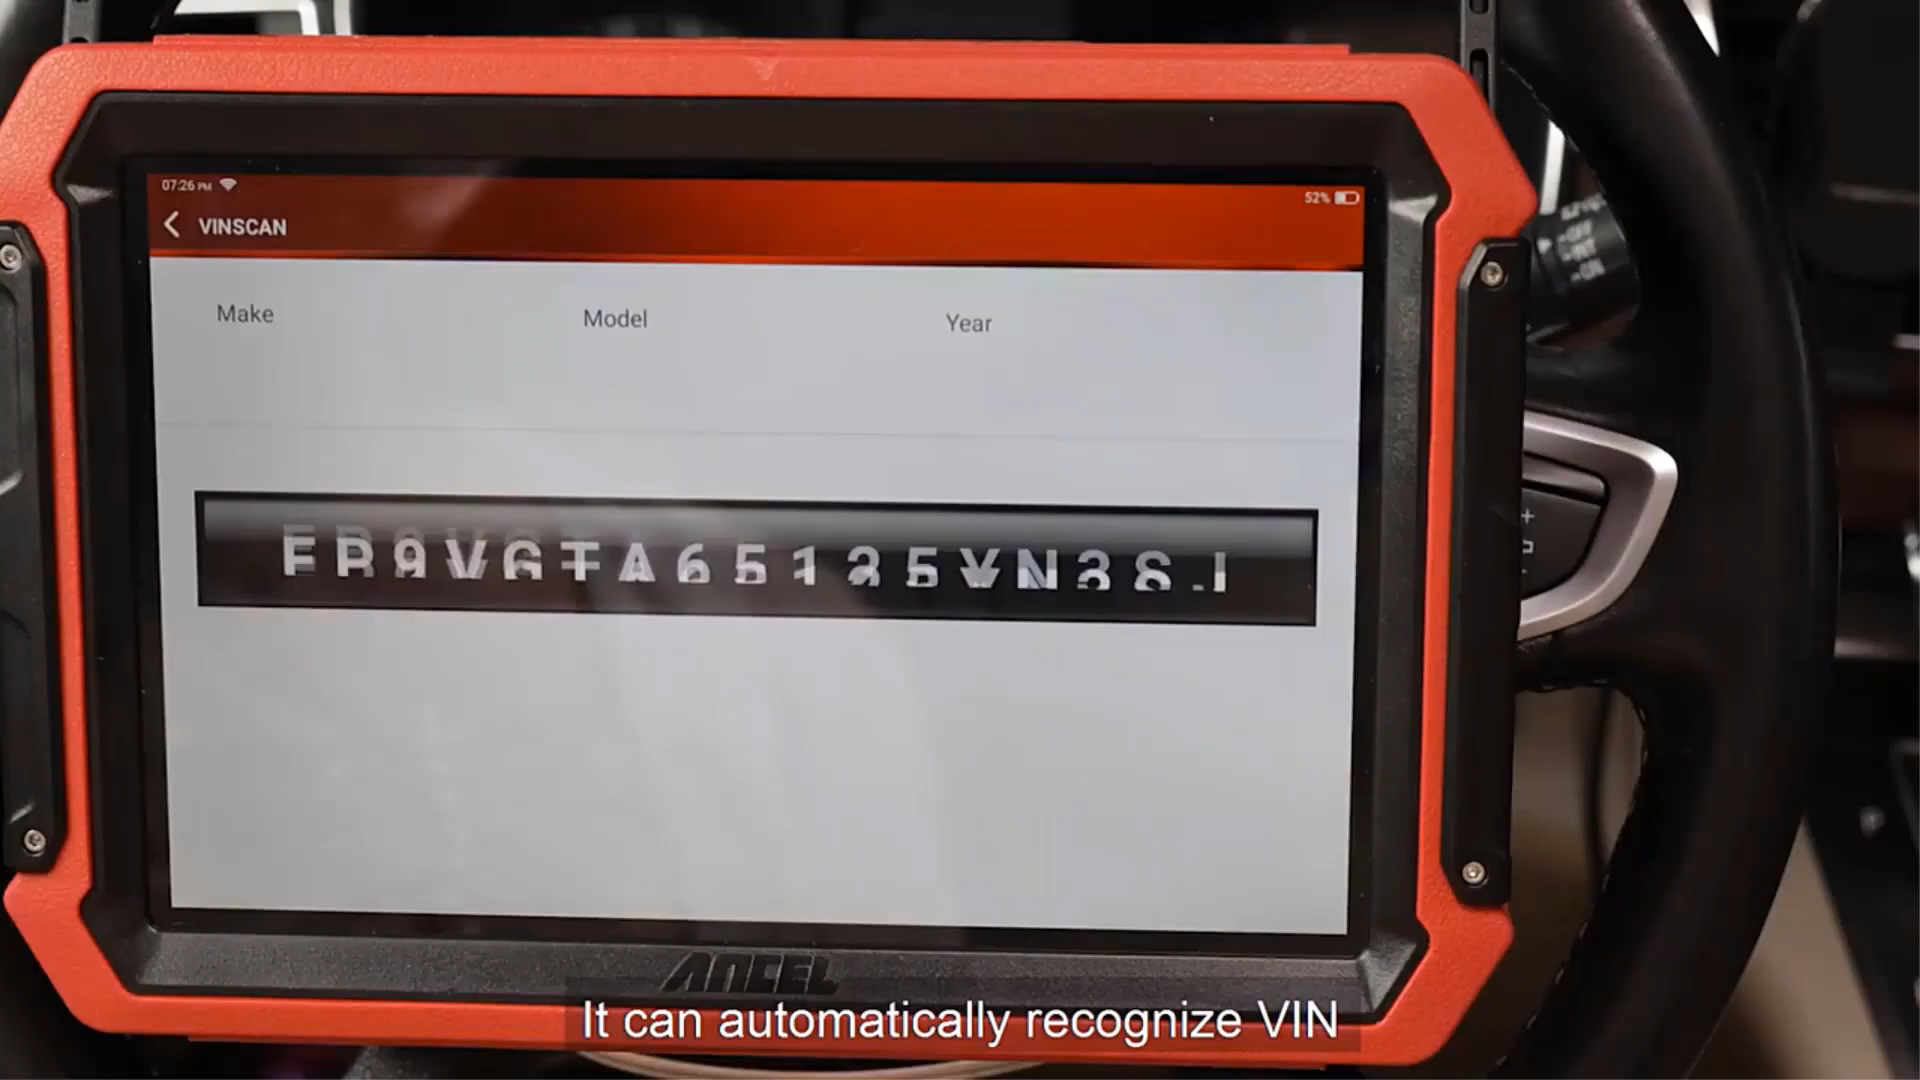 07:26 PM
52%
VINSCAN
Make
Model
Year
ANCEL
It can automatically recognize VIN